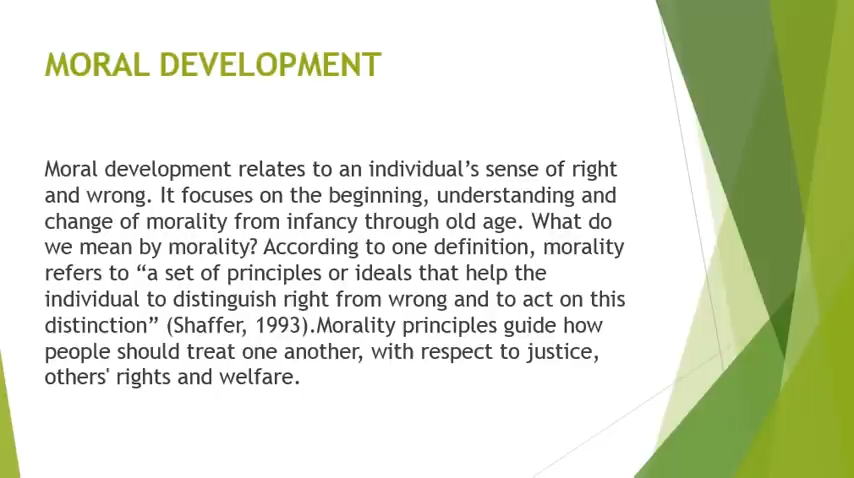 MORAL DEVELOPMENT
Moral development relates to an individual’s sense of right
and wrong. It focuses on the beginning, understanding and
change of morality from infancy through old age. What do
we mean by morality? According to one definition, morality
refers to “a set of principles or ideals that help the
individual to distinguish right from wrong and to act on this
distinction” (Shaffer, 1993).Morality principles guide how
people should treat one another, with respect to justice,
others' rights and welfare.